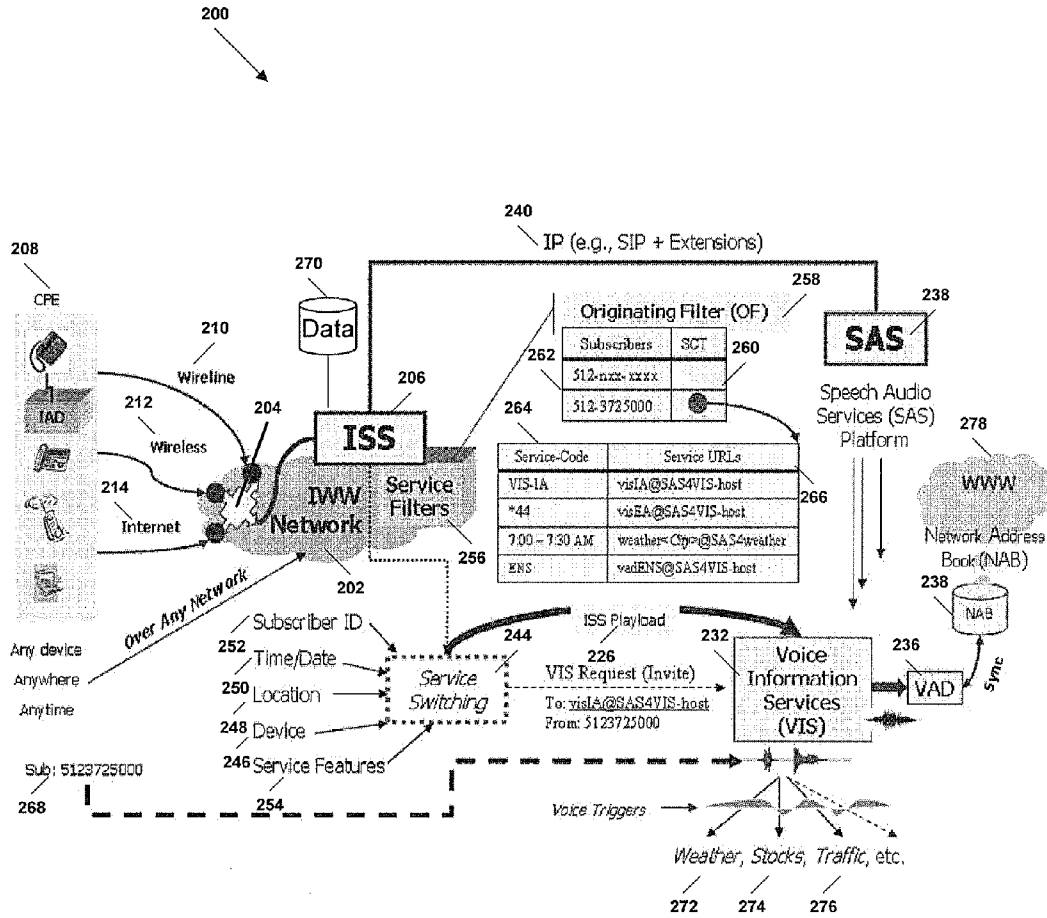 200
240
IP (e.g., SIP + Extensions)
208
CPE
270
Data
258
Originating Filter (OF)
238
SAS
210
Wireline
262
Subscribers SCT
260
512-nxx-xxxx
512-3725000
206
ISS
204
IAD
212
Wireless
264
Speech Audio
Services (SAS)
Platform
278
Service-Code Service URLs
266
VIS-IA visIA@SAS4VIS-host
*44 visEA@SAS4VIS-host
7:00 – 7:30 AM weather<City>@SAS4weather
ENS vadENS@SAS4VIS-host
214
Internet
IWW
Network
Service
Filters
256
202
WWW
Network Address
Book (NAB)
238
NAB
Over Any Network
Any device
Anywhere
Anytime
252
Subscriber ID
250
Time/Date
248
Location
246
Device
254
Service Features
244
Service
Switching
ISS Playload
226
VIS Request (Invite)
To: visIA@SAS4VIS-host
From: 5123725000
232
Voice
Information
Services
(VIS)
236
VAD
Sync
Sub: 5123725000
268
Voice Triggers
Weather, Stocks, Traffic, etc.
272 274 276